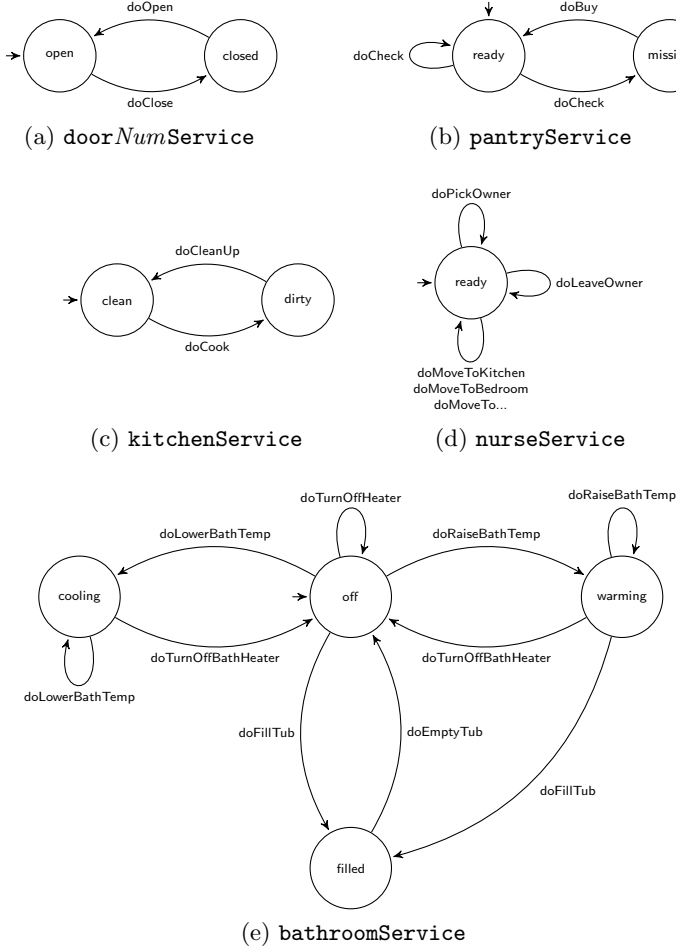 doOpen
open
closed
doClose
(a) doorNumService
doBuy
doCheck
ready
doCheck
(b) pantryService
doCleanUp
clean
dirty
doCook
(c) kitchenService
doPickOwner
ready
doLeaveOwner
doMoveToKitchen
doMoveToBedroom
doMoveTo...
(d) nurseService
doTurnOffHeater
doRaiseBathTemp
doLowerBathTemp
doRaiseBathTemp
cooling
off
warming
doTurnOffBathHeater
doTurnOffBathHeater
doLowerBathTemp
doFillTub
doEmptyTub
doFillTub
filled
(e) bathroomService